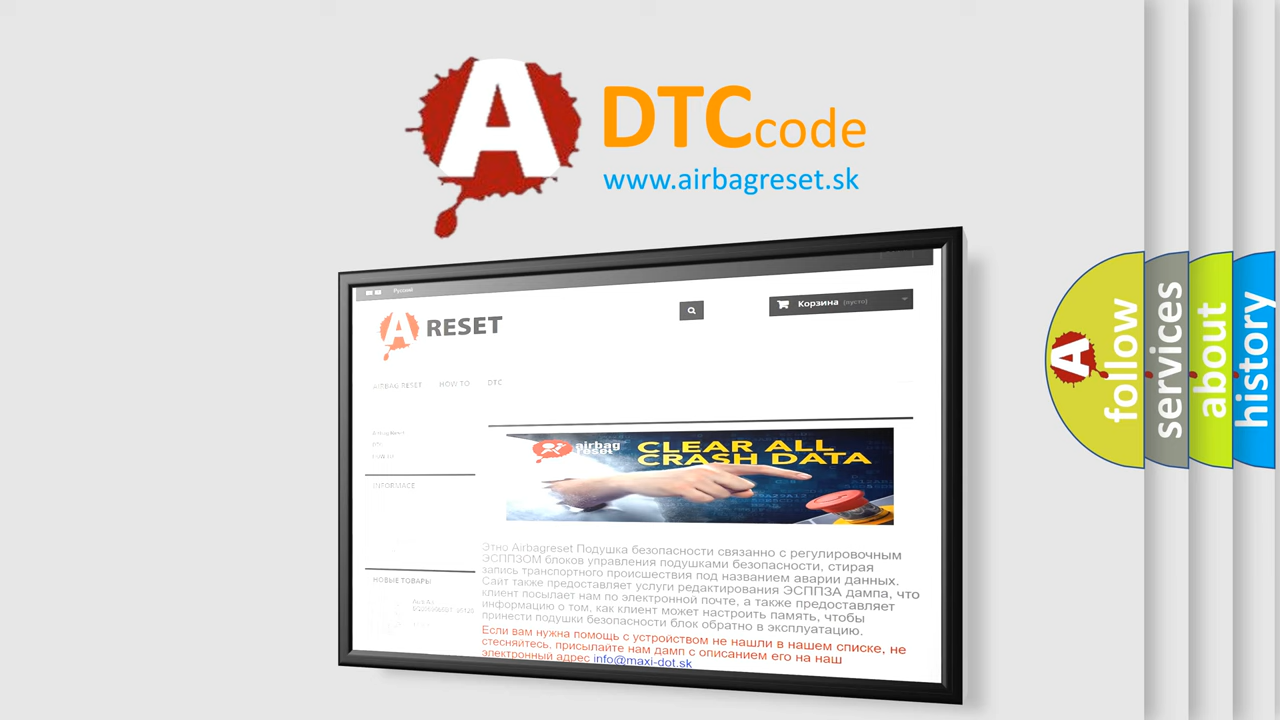 A
DTC code
www.airbagreset.sk
Русский
A RESET
Корзина (пусто)
AIRBAG RESET HOW TO DTC
Airbag Reset
INFORMACE
airbag
reset
CLEAR ALL
CRASH DATA
Этно Airbagreset Подушка безопасности связанно с регулировочным
ЭСППЗОМ блоков управления подушками безопасности, стирая
запись транспортного происшествия под названием аварии данных.
Сайт также предоставляет услуги редактирования ЭСППЗА дампа, что
клиент посылает нам по электронной почте, а также предоставляет
информацию о том, как клиент может настроить память, чтобы
принести подушки безопасности блок обратно в эксплуатацию.
Если вам нужна помощь с устройством не нашли в нашем списке, не
стесняйтесь, присылайте нам дамп с описанием его на наш
электронный адрес info@maxi-dot.sk
НОВЫЕ ТОВАРЫ
A
follow
services
about
history